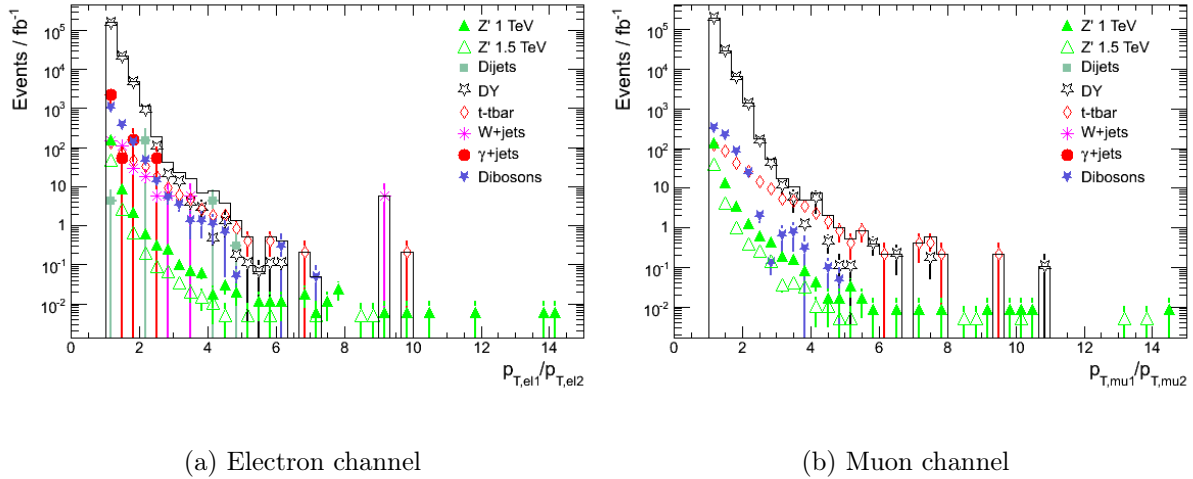 Events / fb⁻¹
10⁵
10⁴
10³
10²
10
1
10⁻¹
10⁻²
0 2 4 6 8 10 12 14
p_T,el1/p_T,el2
Z' 1 TeV
Z' 1.5 TeV
Dijets
DY
t-tbar
W+jets
γ+jets
Dibosons
(a) Electron channel
Events / fb⁻¹
10⁵
10⁴
10³
10²
10
1
10⁻¹
10⁻²
0 2 4 6 8 10 12 14
p_T,mu1/p_T,mu2
Z' 1 TeV
Z' 1.5 TeV
Dijets
DY
t-tbar
W+jets
γ+jets
Dibosons
(b) Muon channel